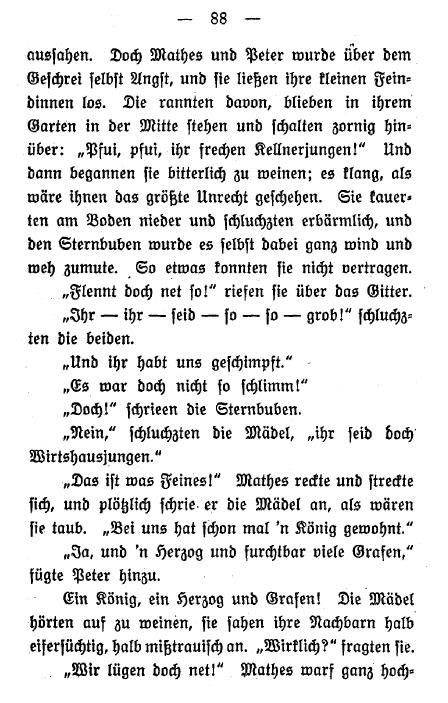 — 88 —
aussahen. Doch Mathes und Peter wurde über dem
Geschrei selbst Angst, und sie ließen ihre kleinen Fein-
dinnen los. Die rannten davon, blieben in ihrem
Garten in der Mitte stehen und schalten zornig hin-
über: „Pfui, pfui, ihr frechen Kellnerjungen!“ Und
dann begannen sie bitterlich zu weinen; es klang, als
wäre ihnen das größte Unrecht geschehen. Sie kauer-
ten am Boden nieder und schluchzten erbärmlich, und
den Sternbuben wurde es selbst dabei ganz wind und
weh zumute. So etwas konnten sie nicht vertragen.
„Flennt doch net so!“ riefen sie über das Gitter.
„Ihr — ihr — seid — so — so — grob!“ schluchz-
ten die beiden.
„Und ihr habt uns geschimpft.“
„Es war doch nicht so schlimm!“
„Doch!“ schrieen die Sternbuben.
„Nein,“ schluchzten die Mädel, „ihr seid doch
Wirtshausjungen.“
„Das ist was Feines!“ Mathes reckte und streckte
sich, und plötzlich schrie er die Mädel an, als wären
sie taub. „Bei uns hat schon mal 'n König gewohnt.“
„Ja, und 'n Herzog und furchtbar viele Grafen,“
fügte Peter hinzu.
Ein König, ein Herzog und Grafen! Die Mädel
hörten auf zu weinen, sie sahen ihre Nachbarn halb
eifersüchtig, halb mißtrauisch an. „Wirklich?“ fragten sie.
„Wir lügen doch net!“ Mathes warf ganz hoch-